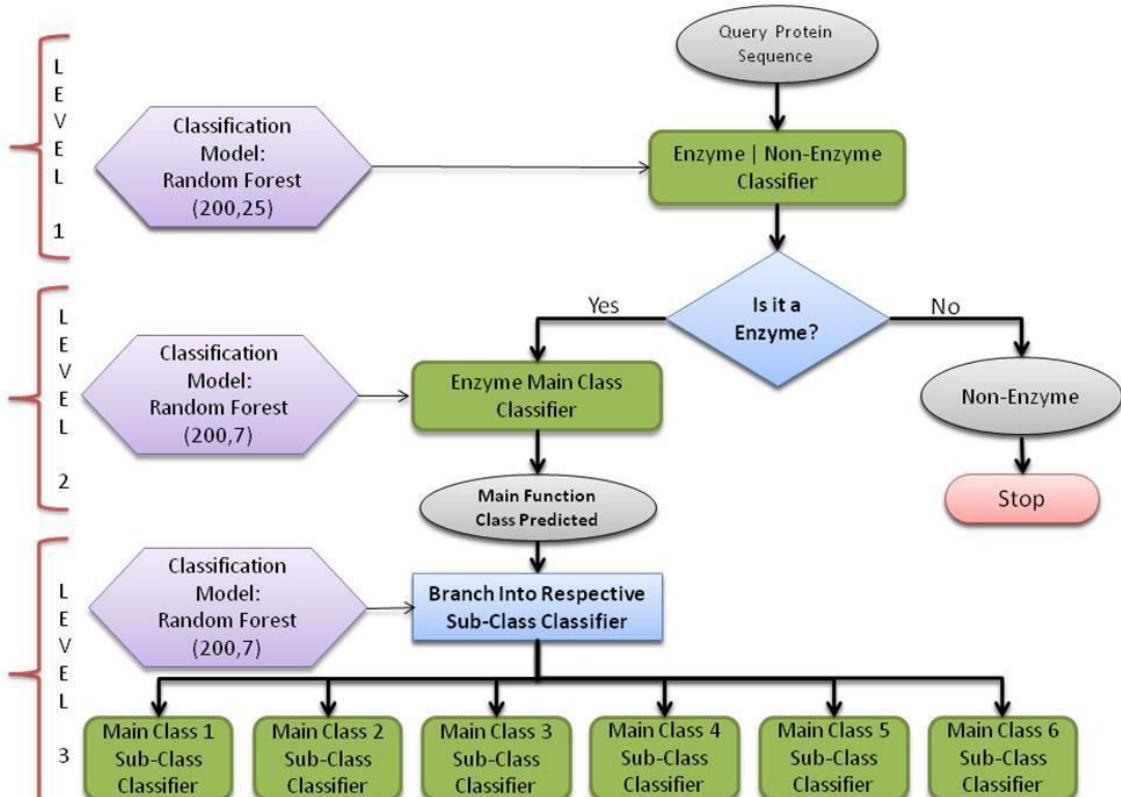 LEVEL 1
Query Protein
Sequence
Classification
Model:
Random Forest
(200,25)
Enzyme | Non-Enzyme
Classifier
Is it a
Enzyme?
Yes
No
LEVEL 2
Classification
Model:
Random Forest
(200,7)
Enzyme Main Class
Classifier
Non-Enzyme
Stop
Main Function
Class Predicted
LEVEL 3
Classification
Model:
Random Forest
(200,7)
Branch Into Respective
Sub-Class Classifier
Main Class 1
Sub-Class
Classifier
Main Class 2
Sub-Class
Classifier
Main Class 3
Sub-Class
Classifier
Main Class 4
Sub-Class
Classifier
Main Class 5
Sub-Class
Classifier
Main Class 6
Sub-Class
Classifier